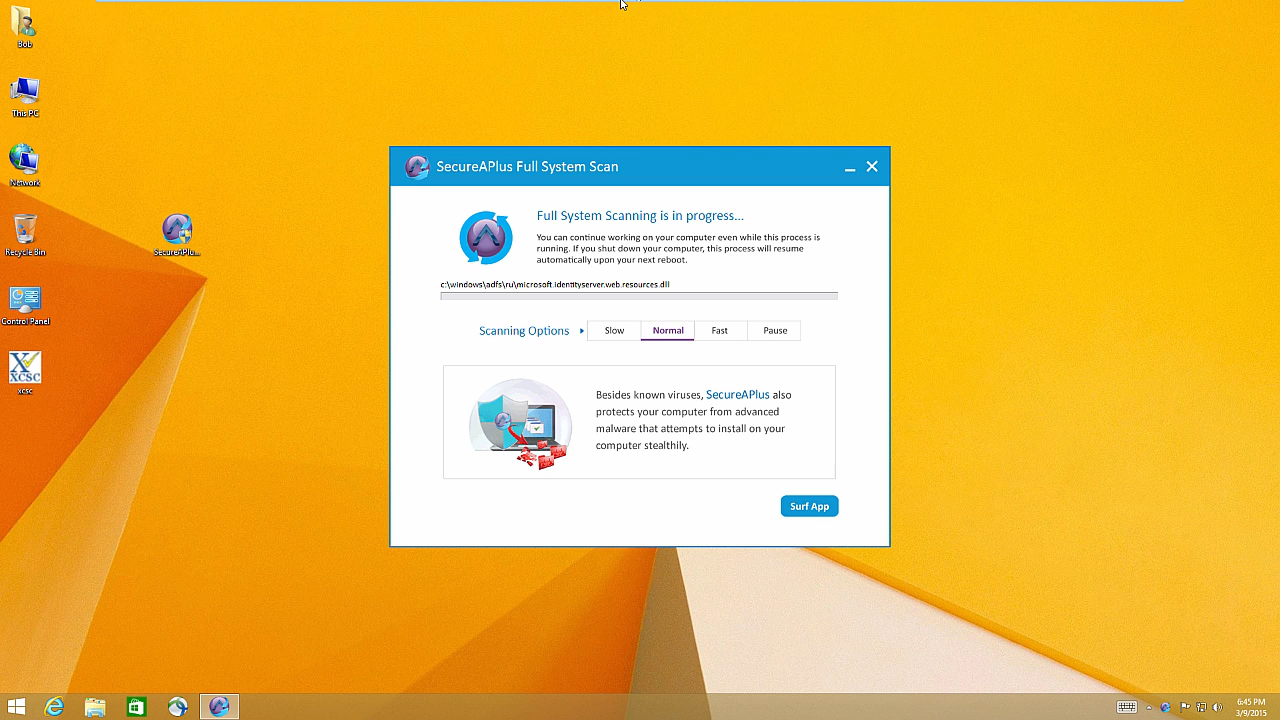 Bob
This PC
Network
Recycle Bin
SecureAPlu...
Control Panel
XCSC
xcsc
SecureAPlus Full System Scan
Full System Scanning is in progress...
You can continue working on your computer even while this process is
running. If you shut down your computer, this process will resume
automatically upon your next reboot.
c:\windows\adfs\ru\microsoft.identityserver.web.resources.dll
Scanning Options
Slow
Normal
Fast
Pause
Besides known viruses, SecureAPlus also
protects your computer from advanced
malware that attempts to install on your
computer stealthily.
Surf App
6:45 PM
3/9/2015